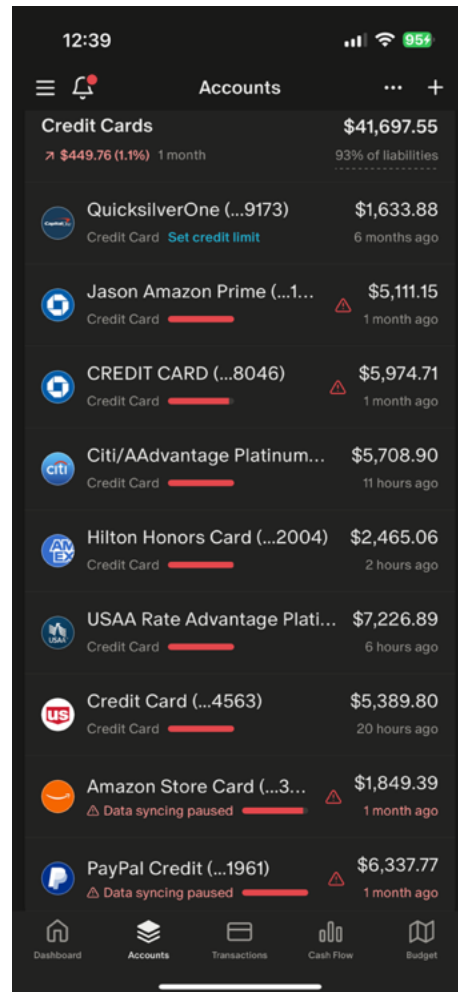 12:39
95
Accounts
Credit Cards $41,697.55
$449.76 (1.1%) 1 month 93% of liabilities
QuicksilverOne (...9173) $1,633.88
Credit Card Set credit limit 6 months ago
Jason Amazon Prime (...1... $5,111.15
Credit Card 1 month ago
CREDIT CARD (...8046) $5,974.71
Credit Card 1 month ago
citi
Citi/AAdvantage Platinum... $5,708.90
Credit Card 11 hours ago
AM
EX
Hilton Honors Card (...2004) $2,465.06
Credit Card 2 hours ago
USAA
USAA Rate Advantage Plati... $7,226.89
Credit Card 6 hours ago
us
Credit Card (...4563) $5,389.80
Credit Card 20 hours ago
Amazon Store Card (...3... $1,849.39
Data syncing paused 1 month ago
PayPal Credit (...1961) $6,337.77
Data syncing paused 1 month ago
Dashboard Accounts Transactions Cash Flow Budget